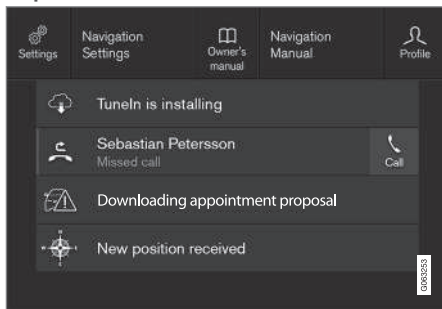 Settings
Navigation
Settings
Owner's
manual
Navigation
Manual
Profile
TuneIn is installing
Sebastian Petersson
Missed call
Call
Downloading appointment proposal
New position received
G063253